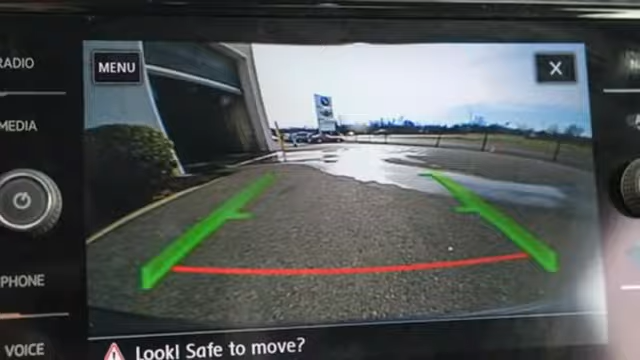 RADIO
MENU
X
MEDIA
PHONE
VOICE
Look! Safe to move?